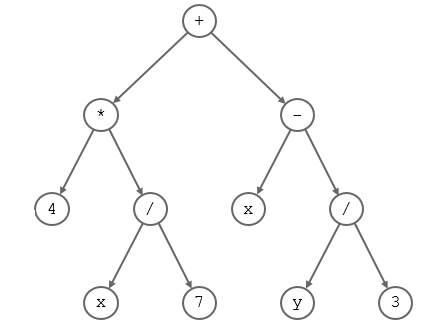 +
* −
4 / x /
x 7 y 3